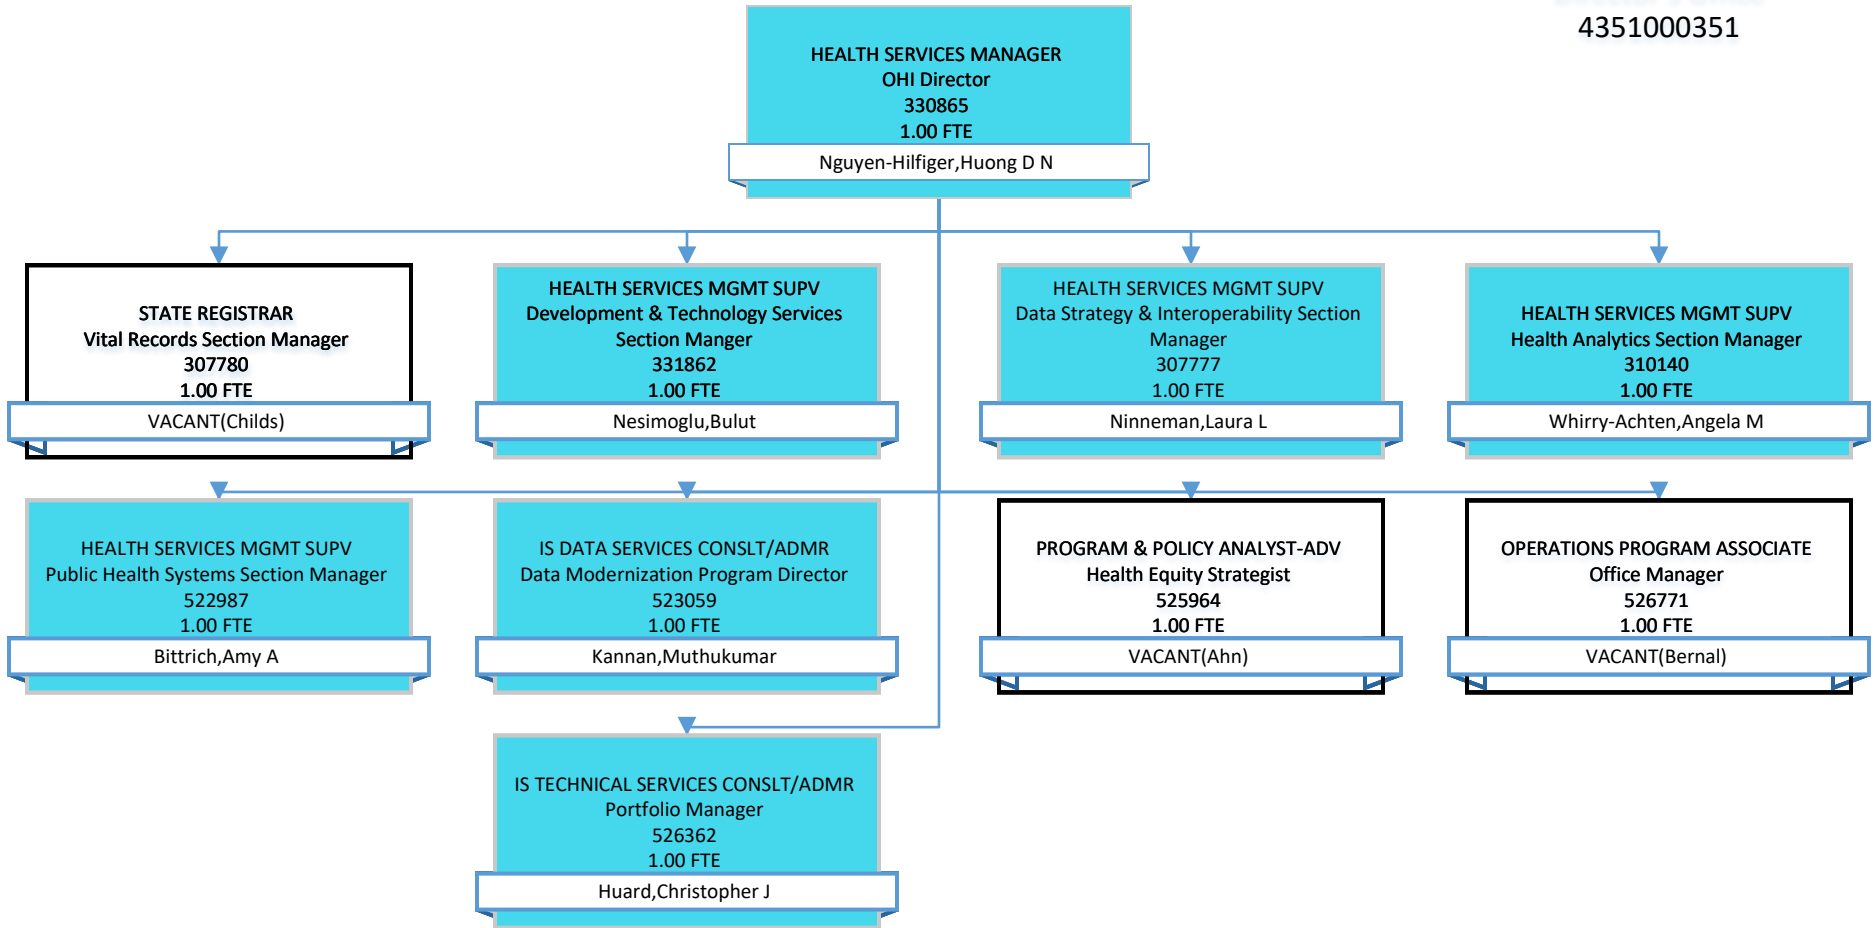 4351000351
HEALTH SERVICES MANAGER
OHI Director
330865
1.00 FTE
Nguyen-Hilfiger,Huong D N
STATE REGISTRAR
Vital Records Section Manager
307780
1.00 FTE
VACANT(Childs)
HEALTH SERVICES MGMT SUPV
Development & Technology Services
Section Manger
331862
1.00 FTE
Nesimoglu,Bulut
HEALTH SERVICES MGMT SUPV
Data Strategy & Interoperability Section
Manager
307777
1.00 FTE
Ninneman,Laura L
HEALTH SERVICES MGMT SUPV
Health Analytics Section Manager
310140
1.00 FTE
Whirry-Achten,Angela M
HEALTH SERVICES MGMT SUPV
Public Health Systems Section Manager
522987
1.00 FTE
Bittrich,Amy A
IS DATA SERVICES CONSLT/ADMR
Data Modernization Program Director
523059
1.00 FTE
Kannan,Muthukumar
PROGRAM & POLICY ANALYST-ADV
Health Equity Strategist
525964
1.00 FTE
VACANT(Ahn)
OPERATIONS PROGRAM ASSOCIATE
Office Manager
526771
1.00 FTE
VACANT(Bernal)
IS TECHNICAL SERVICES CONSLT/ADMR
Portfolio Manager
526362
1.00 FTE
Huard,Christopher J